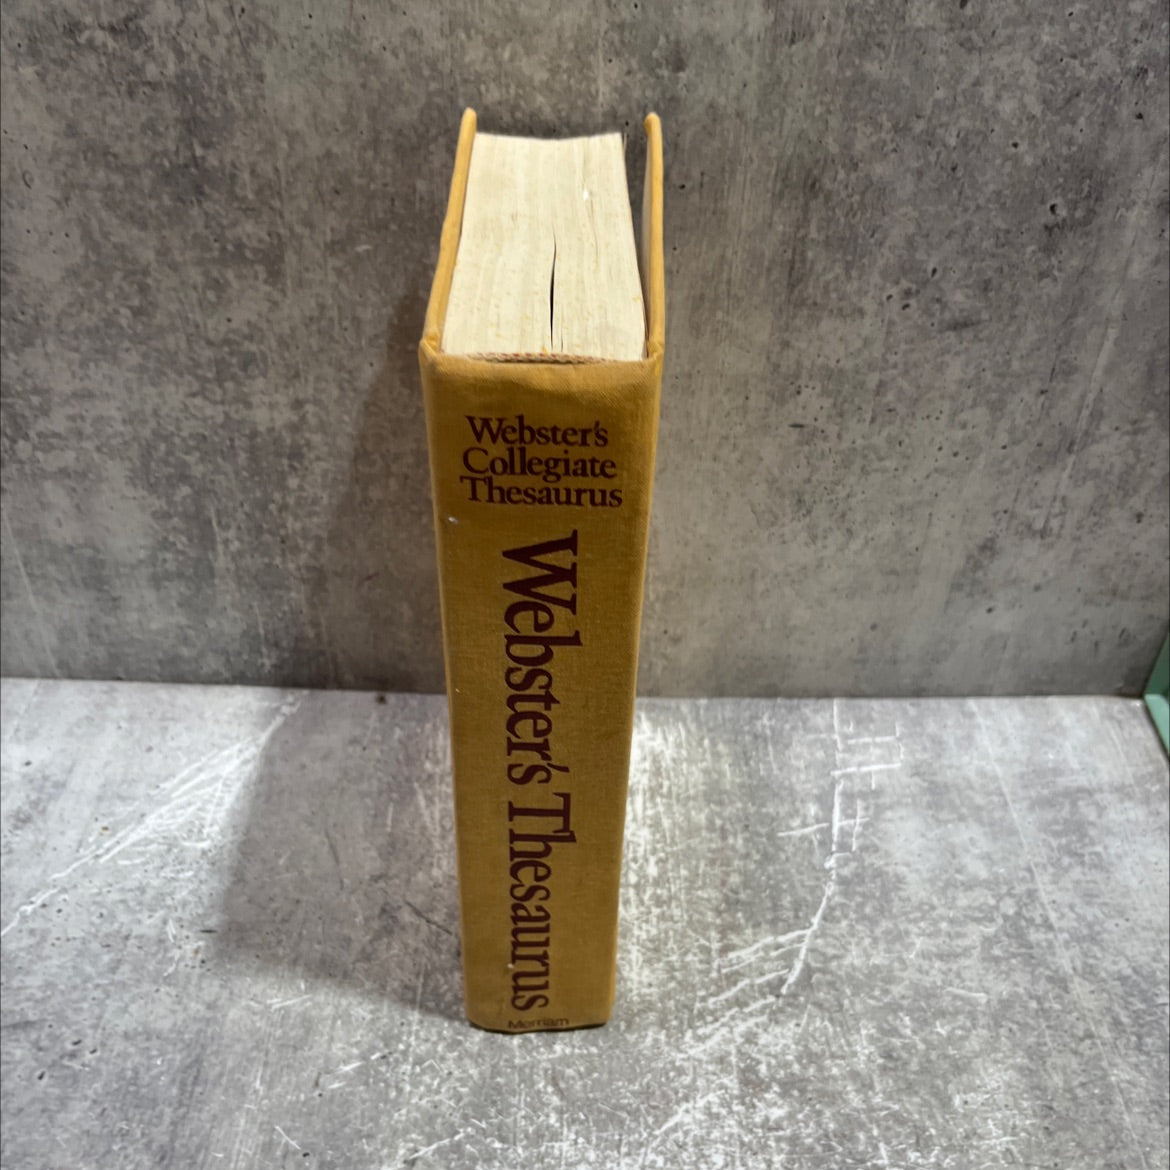 Webster's
Collegiate
Thesaurus
Webster's Thesaurus
Merriam